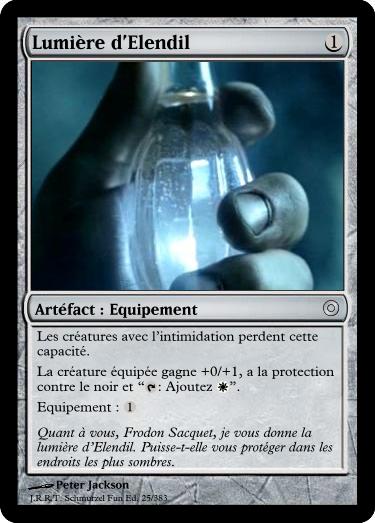 Lumière d'Elendil 1
Artéfact : Equipement
Les créatures avec l'intimidation perdent cette
capacité.
La créature équipée gagne +0/+1, a la protection
contre le noir et “ : Ajoutez ”.
Equipement : 1
Quant à vous, Frodon Sacquet, je vous donne la
lumière d'Elendil. Puisse-t-elle vous protéger dans les
endroits les plus sombres.
Peter Jackson
J.R.R.T. Schmurzel Fun Ed. 25/383